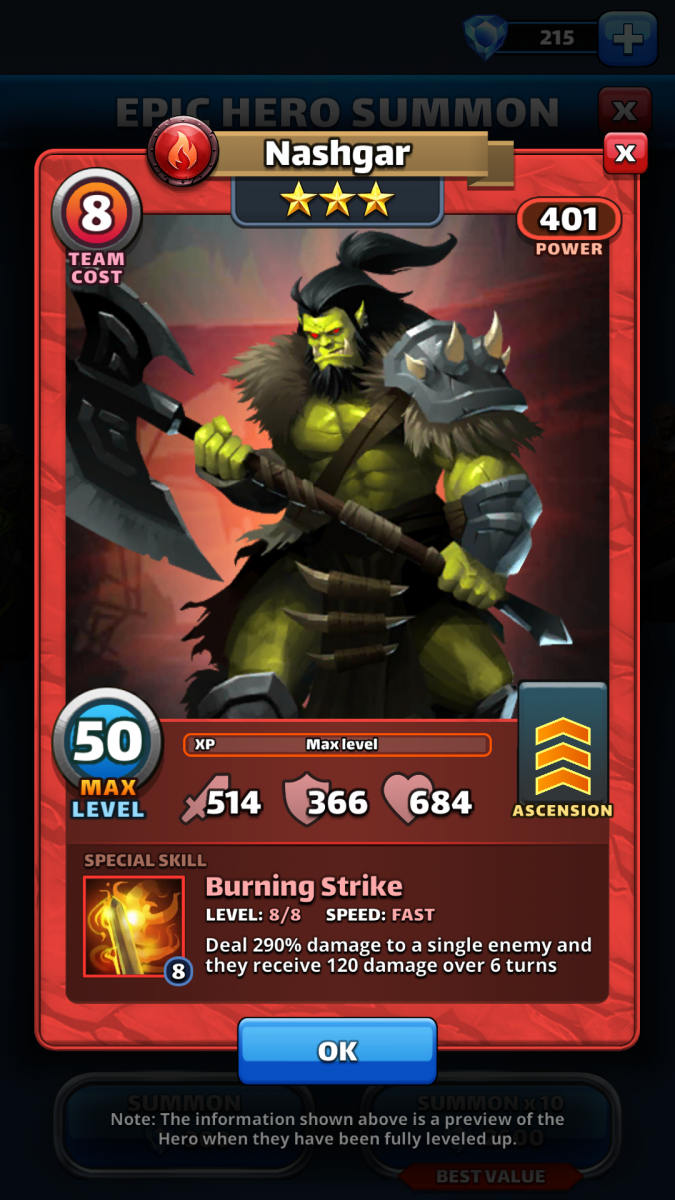 215
EPIC HERO SUMMON
X
Nashgar
X
8
TEAM
COST
401
POWER
50
MAX
LEVEL
XP
Max level
ASCENSION
514
366
684
SPECIAL SKILL
Burning Strike
LEVEL: 8/8 SPEED: FAST
8
Deal 290% damage to a single enemy and
they receive 120 damage over 6 turns
OK
SUMMON
SUMMON x 10
Note: The information shown above is a preview of the
Hero when they have been fully leveled up.
BEST VALUE